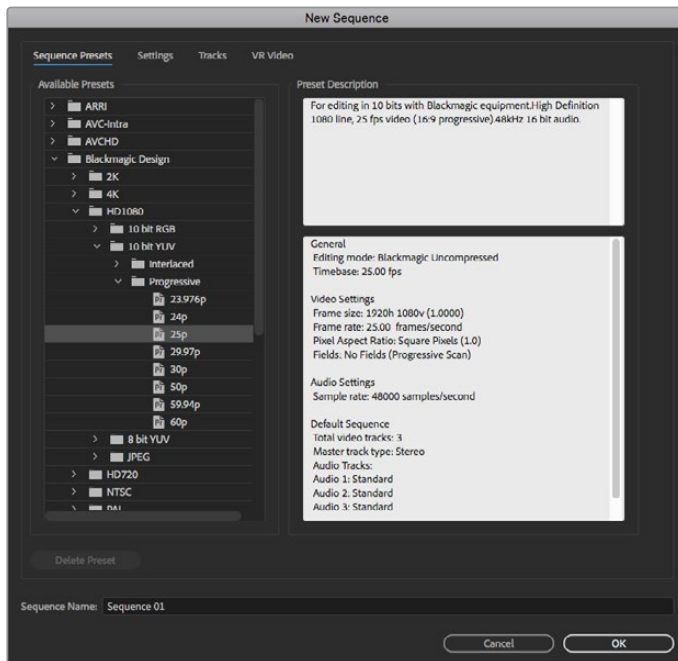 New Sequence
Sequence Presets Settings Tracks VR Video
Available Presets
ARRI
AVC-Intra
AVCHD
Blackmagic Design
2K
4K
HD1080
10 bit RGB
10 bit YUV
Interlaced
Progressive
23.976p
24p
25p
29.97p
30p
50p
59.94p
60p
8 bit YUV
JPEG
HD720
NTSC
PAL
Delete Preset
Preset Description
For editing in 10 bits with Blackmagic equipment.High Definition
1080 line, 25 fps video (16:9 progressive).48kHz 16 bit audio.
General
Editing mode: Blackmagic Uncompressed
Timebase: 25.00 fps
Video Settings
Frame size: 1920h 1080v (1.0000)
Frame rate: 25.00 frames/second
Pixel Aspect Ratio: Square Pixels (1.0)
Fields: No Fields (Progressive Scan)
Audio Settings
Sample rate: 48000 samples/second
Default Sequence
Total video tracks: 3
Master track type: Stereo
Audio Tracks:
Audio 1: Standard
Audio 2: Standard
Audio 3: Standard
Sequence Name: Sequence 01
Cancel OK